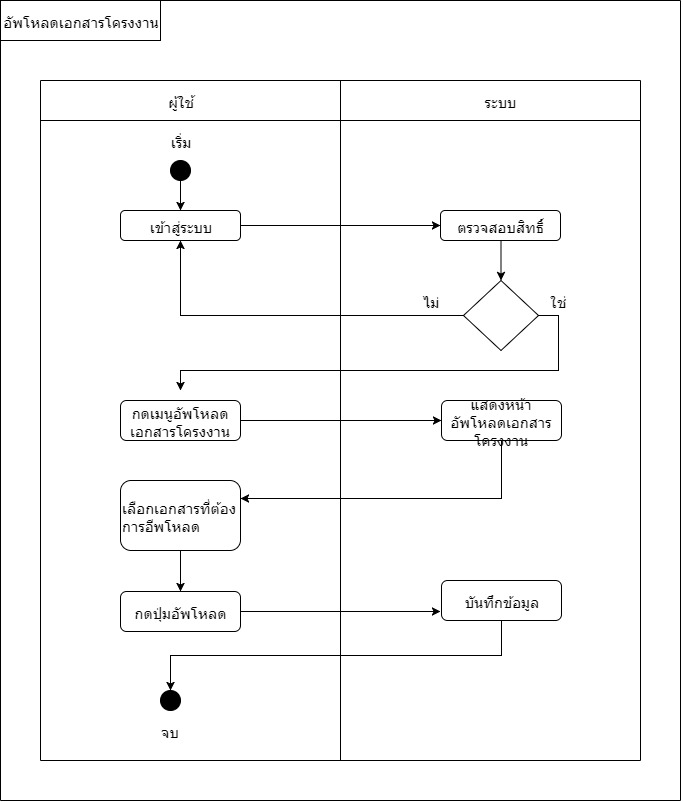 อัพโหลดเอกสารโครงงาน
ผู้ใช้
ระบบ
เริ่ม
เข้าสู่ระบบ
ตรวจสอบสิทธิ์
ไม่
ใช่
กดเมนูอัพโหลด
เอกสารโครงงาน
แสดงหน้า
อัพโหลดเอกสาร
โครงงาน
เลือกเอกสารที่ต้อง
การอีพโหลด
กดปุ่มอัพโหลด
บันทึกข้อมูล
จบ